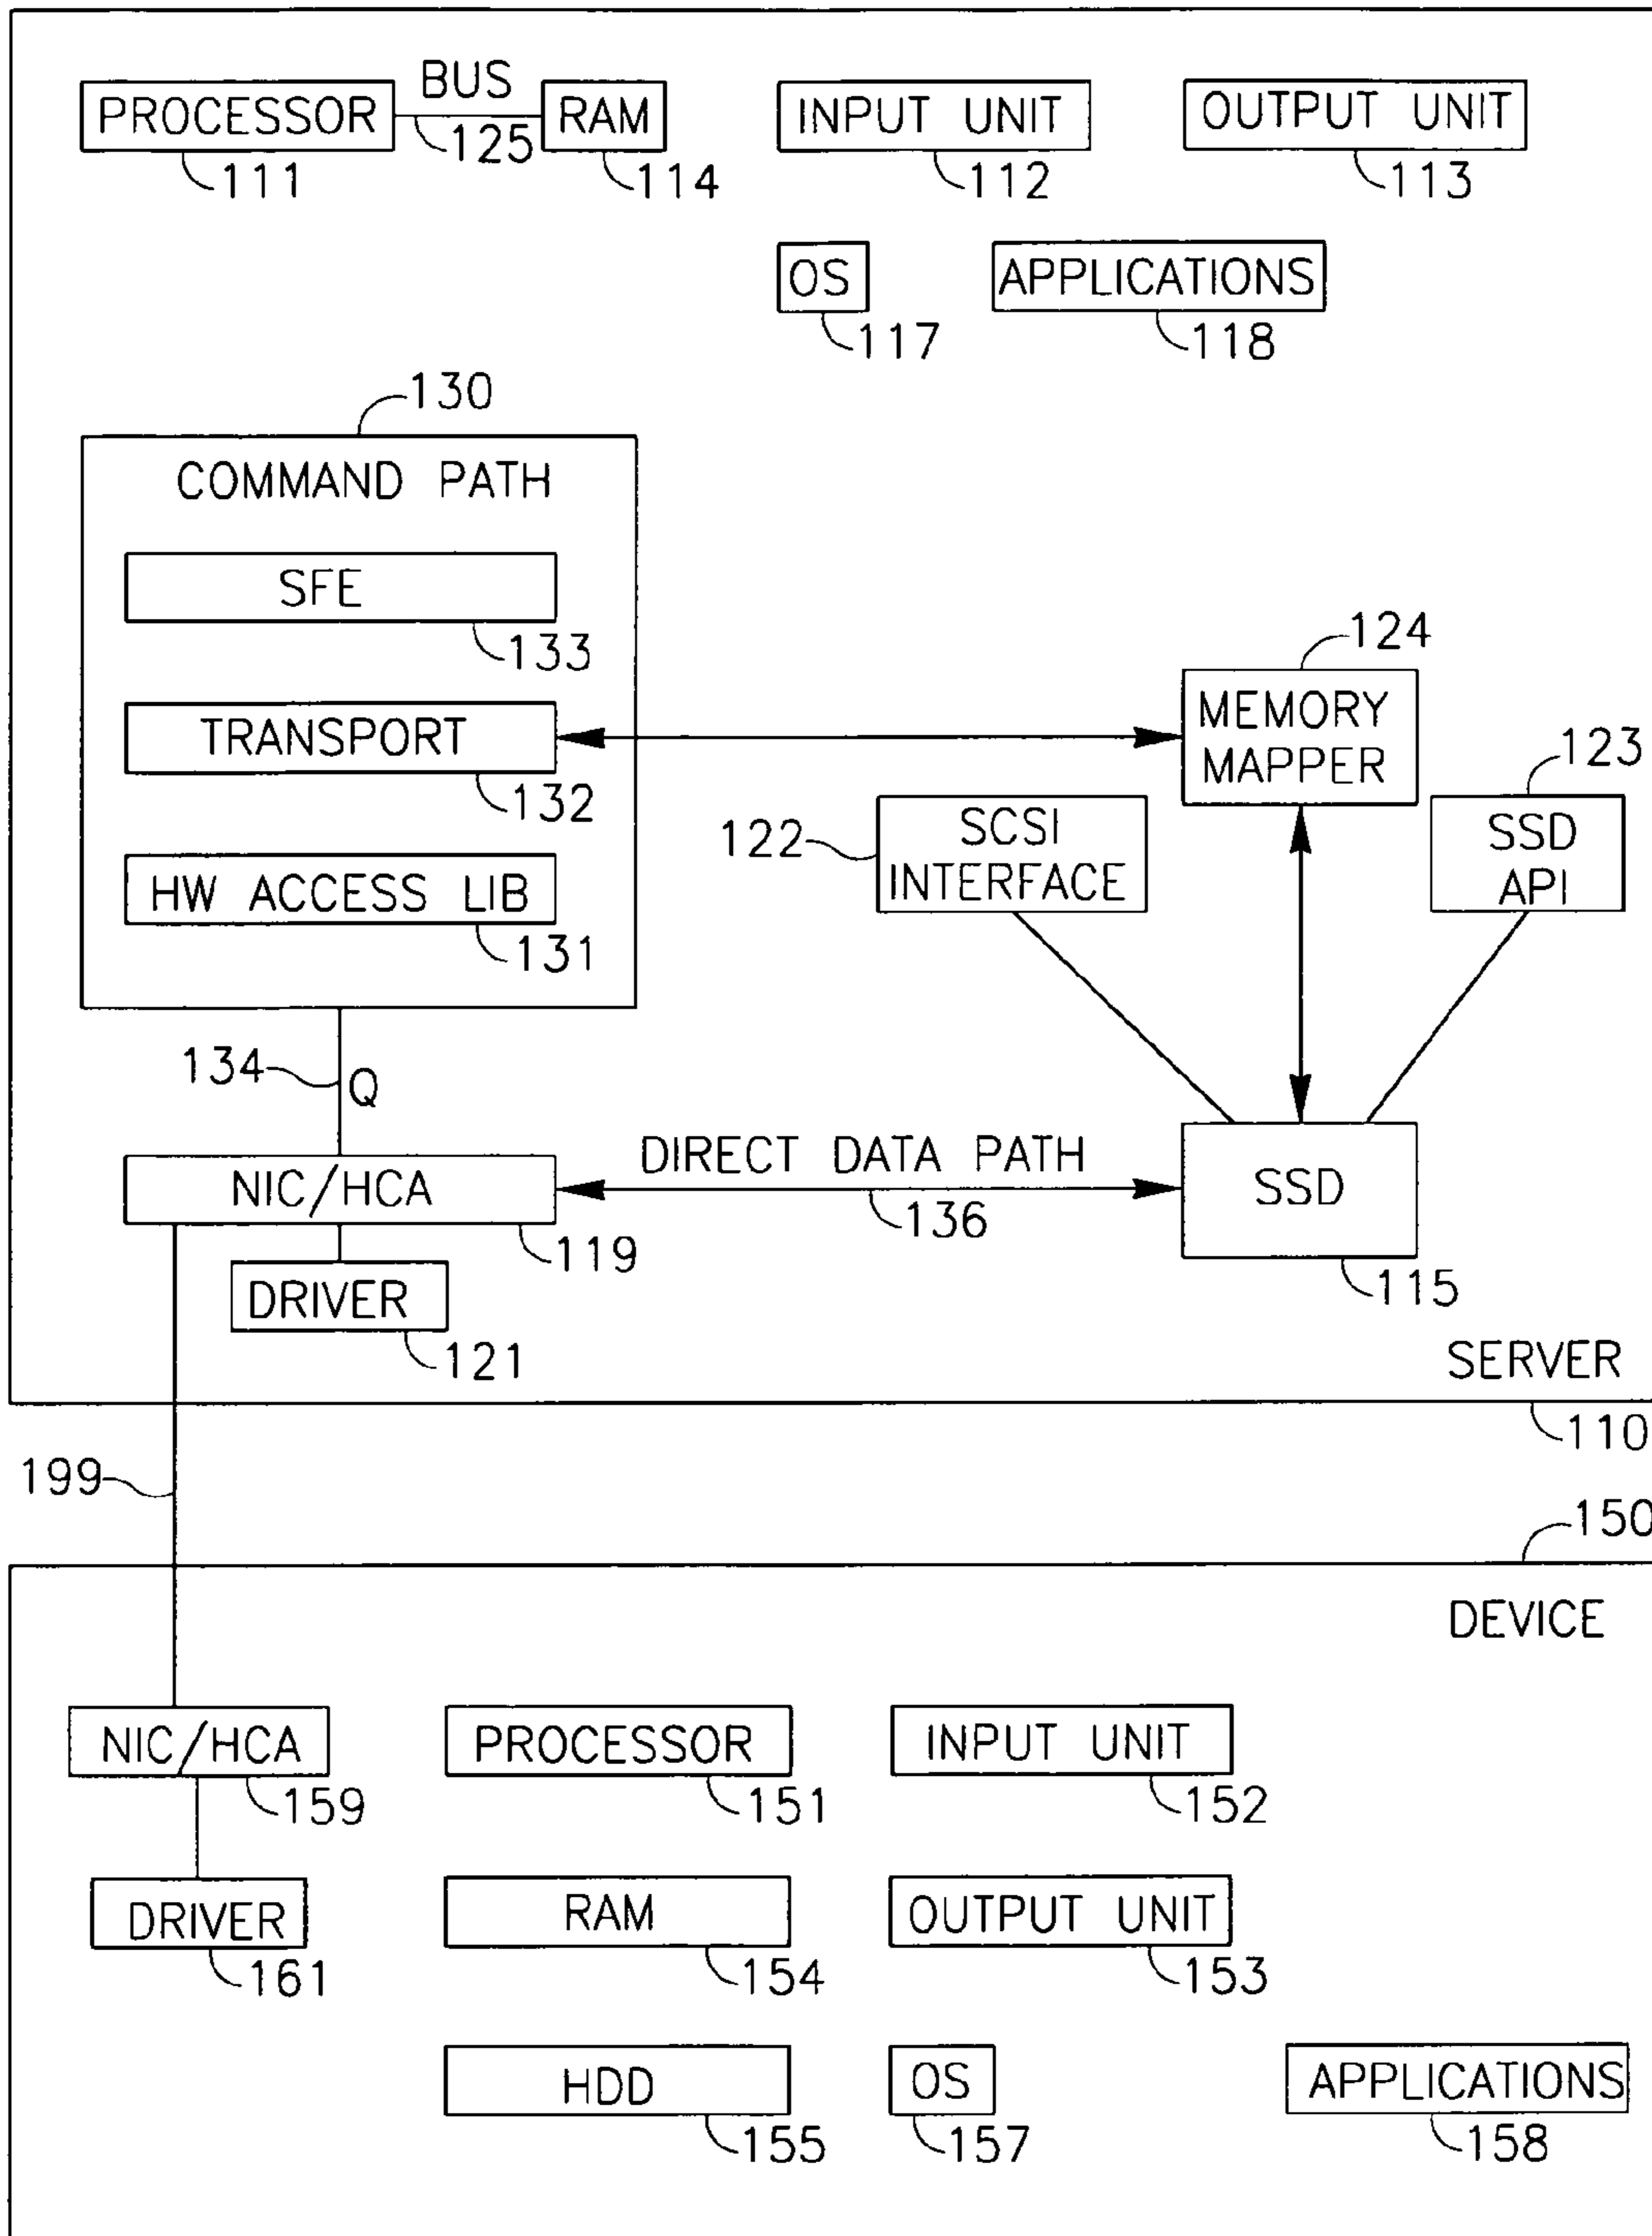 BUS
PROCESSOR
RAM
INPUT UNIT
OUTPUT UNIT
125
111
114
112
113
OS
APPLICATIONS
117
118
130
COMMAND PATH
SFE
133
TRANSPORT
132
HW ACCESS LIB
131
124
MEMORY
MAPPER
123
122
SCSI
INTERFACE
SSD
API
134
Q
NIC/HCA
DIRECT DATA PATH
136
SSD
119
115
DRIVER
121
SERVER
110
199
150
DEVICE
NIC/HCA
PROCESSOR
INPUT UNIT
159
151
152
DRIVER
RAM
OUTPUT UNIT
161
154
153
HDD
OS
APPLICATIONS
155
157
158